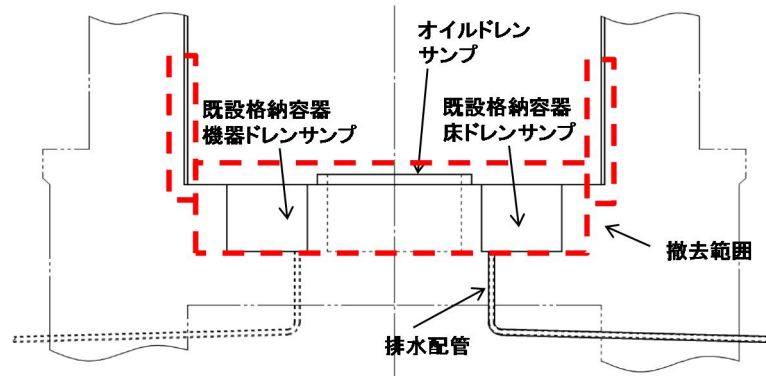 オイルドレン
サンプ
既設格納容器
機器ドレンサンプ
既設格納容器
床ドレンサンプ
撤去範囲
排水配管